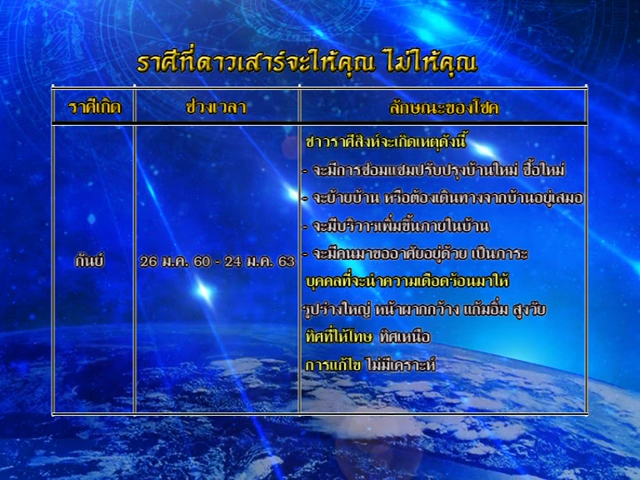 ราศีที่ดาวเสาร์จะให้คุณ ไม่ให้คุณ
ราศีเกิด ช่วงเวลา ลักษณะของโชค
ชาวราศีสิงห์จะเกิดเหตุดังนี้
- จะมีการซ่อมแซมปรับปรุงบ้านใหม่ ซื้อใหม่
- จะย้ายบ้าน หรือต้องเดินทางจากบ้านอยู่เสมอ
- จะมีบริวารเพิ่มขึ้นภายในบ้าน
- จะมีคนมาขออาศัยอยู่ด้วย เป็นภาระ
กันย์ 26 ม.ค. 60 - 24 ม.ค. 63
บุคคลที่จะนำความเดือดร้อนมาให้
รูปร่างใหญ่ หน้าผากกว้าง แก้มอิ่ม สูงวับ
ทิศที่ให้โทษ ทิศเหนือ
การแก้ไข ไม่มีเคราะห์